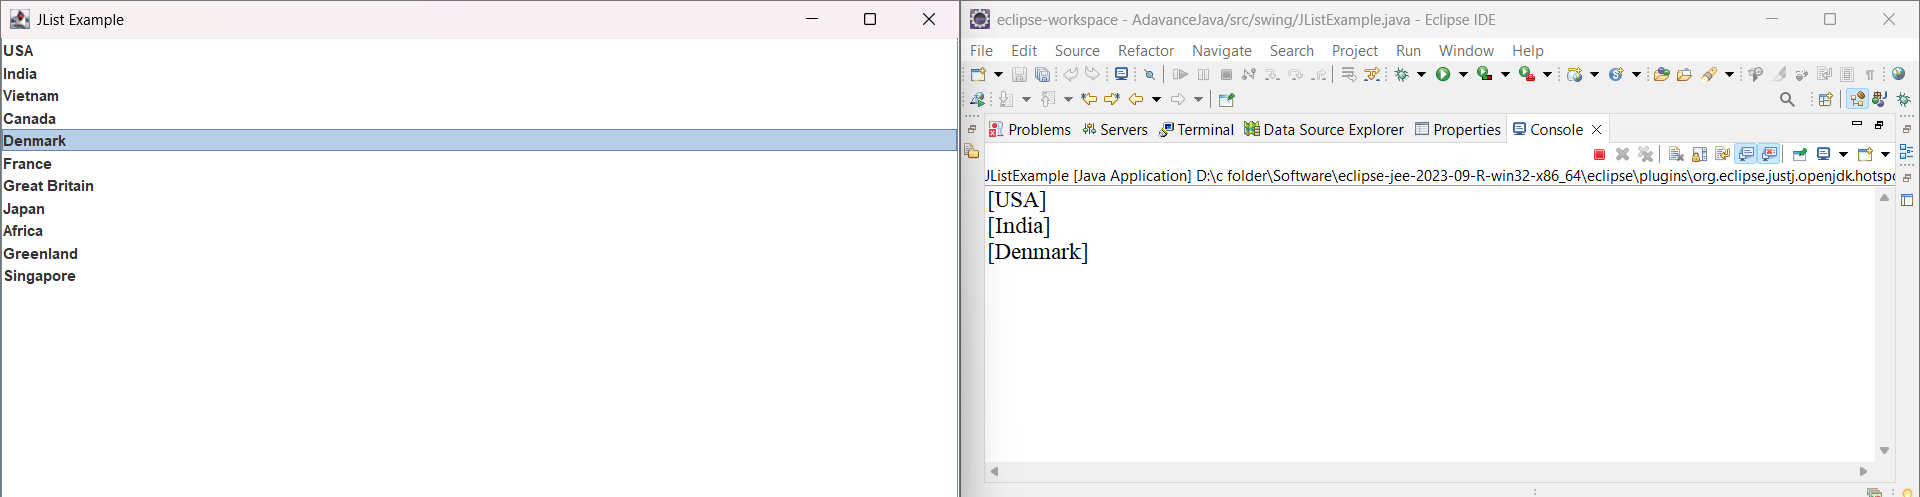 JList Example
USA
India
Vietnam
Canada
Denmark
France
Great Britain
Japan
Africa
Greenland
Singapore
eclipse-workspace - AdavanceJava/src/swing/JListExample.java - Eclipse IDE
File Edit Source Refactor Navigate Search Project Run Window Help
Problems Servers Terminal Data Source Explorer Properties Console
JListExample [Java Application] D:\c folder\Software\eclipse-jee-2023-09-R-win32-x86_64\eclipse\plugins\org.eclipse.justj.openjdk.hotspo
[USA]
[India]
[Denmark]